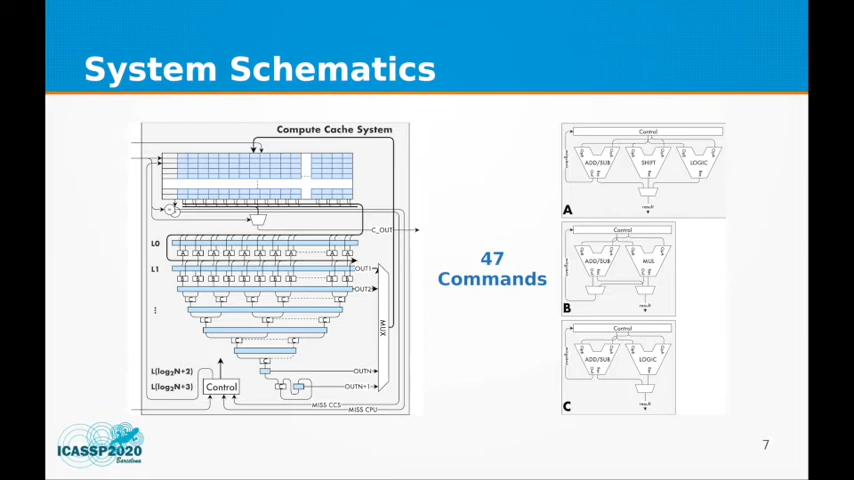 System Schematics
Compute Cache System
C_OUT
L0
A A A A A A A A
L1
OUT1
B B B B B B B B
OUT2
C C C C
C C
MUX
C C
C
L(log2N+2)
OUTN
L(log2N+3)
Control
C C
OUTN+1
MISS CCS
MISS CPU
47
Commands
Control
ADD/SUB SHIFT LOGIC
result
A
Control
ADD/SUB MUL
result
B
Control
ADD/SUB LOGIC
result
C
ICASSP2020
Barcelona
7